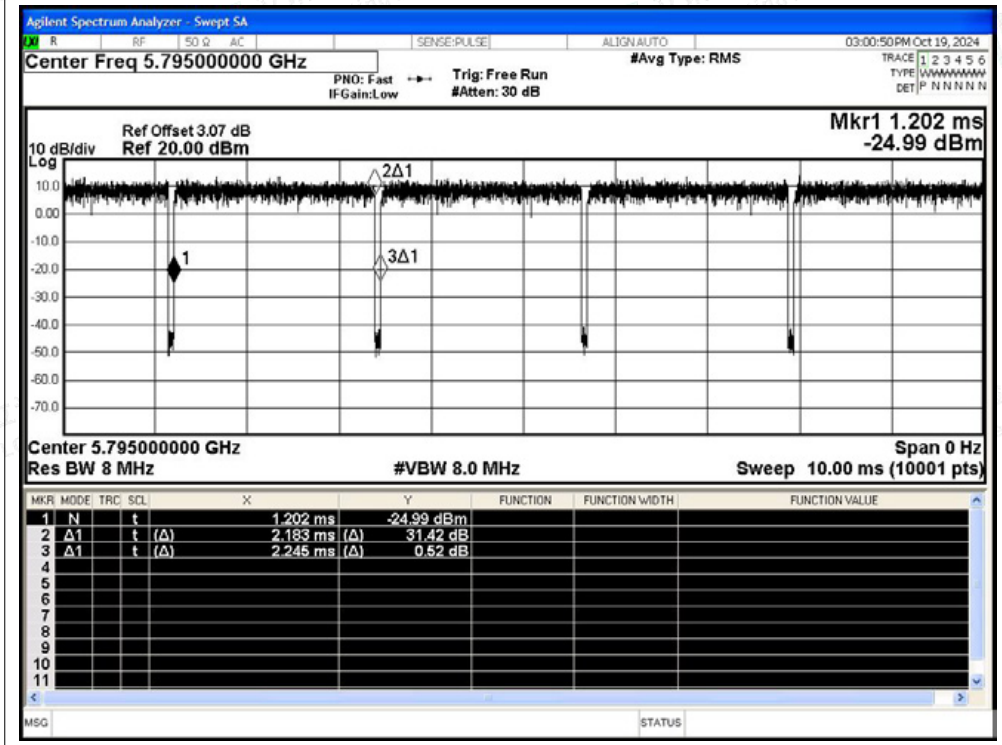 Agilent Spectrum Analyzer - Swept SA
LXI R RF 50 Ω AC SENSE:PULSE ALIGN AUTO 03:00:50 PM Oct 19, 2024
Center Freq 5.795000000 GHz #Avg Type: RMS TRACE 1 2 3 4 5 6
PNO: Fast Trig: Free Run TYPE WWWWWW
IFGain:Low #Atten: 30 dB DET P N N N N N
Mkr1 1.202 ms
Ref Offset 3.07 dB
10 dB/div Ref 20.00 dBm -24.99 dBm
Log
2Δ1
10.0
0.00
-10.0
1 3Δ1
-20.0
-30.0
-40.0
-50.0
-60.0
-70.0
Center 5.795000000 GHz Span 0 Hz
Res BW 8 MHz #VBW 8.0 MHz Sweep 10.00 ms (10001 pts)
MKR MODE TRC SCL X Y FUNCTION FUNCTION WIDTH FUNCTION VALUE
1 N t 1.202 ms -24.99 dBm
2 Δ1 t (Δ) 2.183 ms (Δ) 31.42 dB
3 Δ1 t (Δ) 2.245 ms (Δ) 0.52 dB
4
5
6
7
8
9
10
11
MSG STATUS